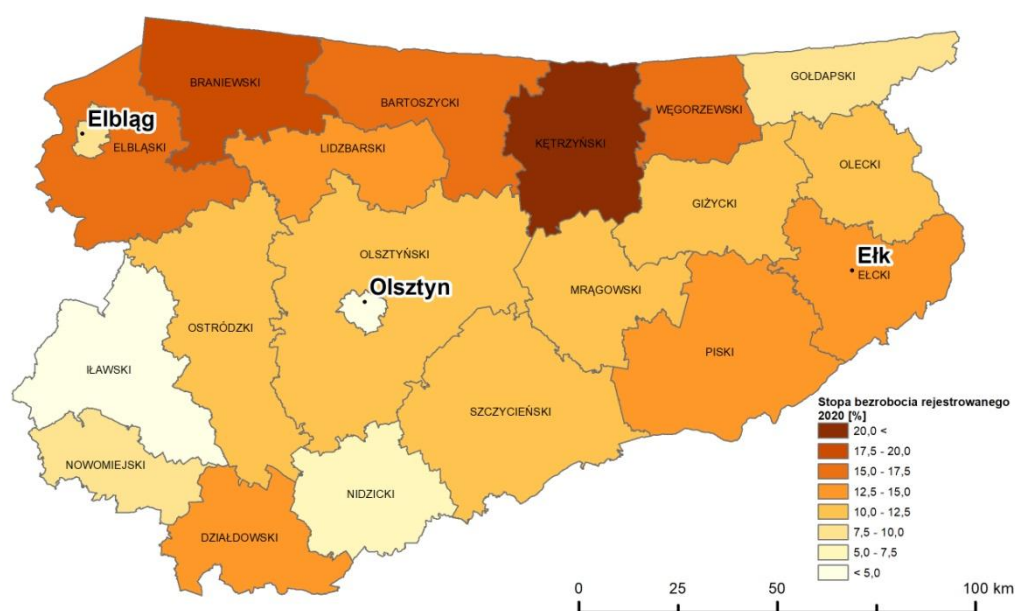 BRANIEWSKI
GOŁDAPSKI
BARTOSZYCKI
WĘGORZEWSKI
Elbląg
ELBLĄSKI
LIDZBARSKI
KĘTRZYŃSKI
OLECKI
GIŻYCKI
OLSZTYŃSKI
Ełk
EŁCKI
Olsztyn
MRĄGOWSKI
OSTRÓDZKI
PISKI
IŁAWSKI
SZCZYCIEŃSKI
NOWOMIEJSKI
NIDZICKI
DZIAŁDOWSKI
Stopa bezrobocia rejestrowanego
2020 [%]
20,0 <
17,5 - 20,0
15,0 - 17,5
12,5 - 15,0
10,0 - 12,5
7,5 - 10,0
5,0 - 7,5
< 5,0
0 25 50 100 km